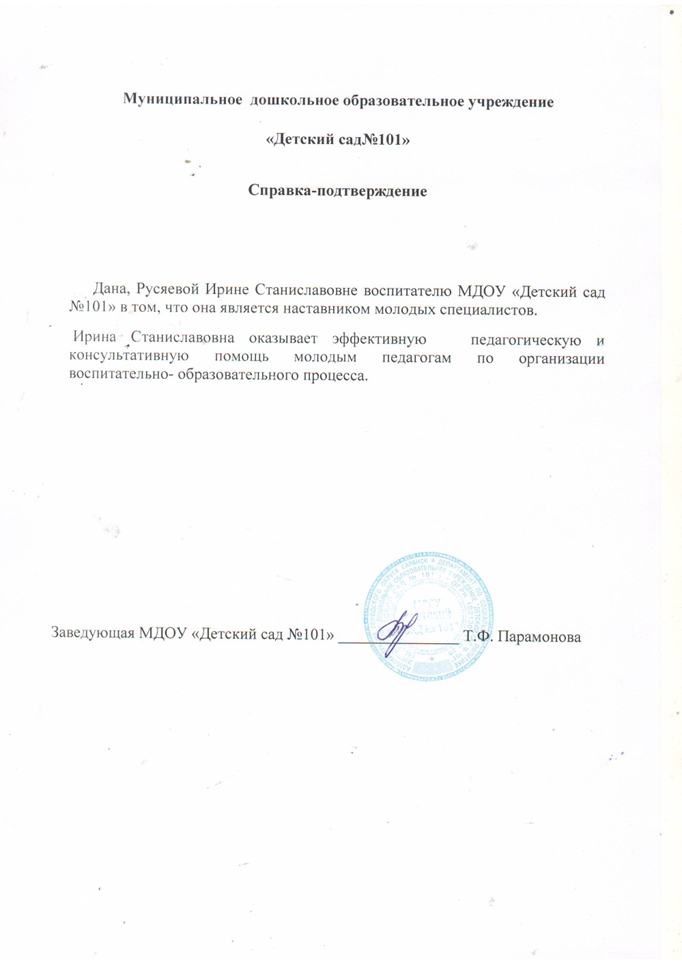 Муниципальное дошкольное образовательное учреждение
«Детский сад№101»
Справка-подтверждение
Дана, Русяевой Ирине Станиславовне воспитателю МДОУ «Детский сад
№101» в том, что она является наставником молодых специалистов.
Ирина Станиславовна оказывает эффективную педагогическую и
консультативную помощь молодым педагогам по организации
воспитательно- образовательного процесса.
Заведующая МДОУ «Детский сад №101» _______________ Т.Ф. Парамонова